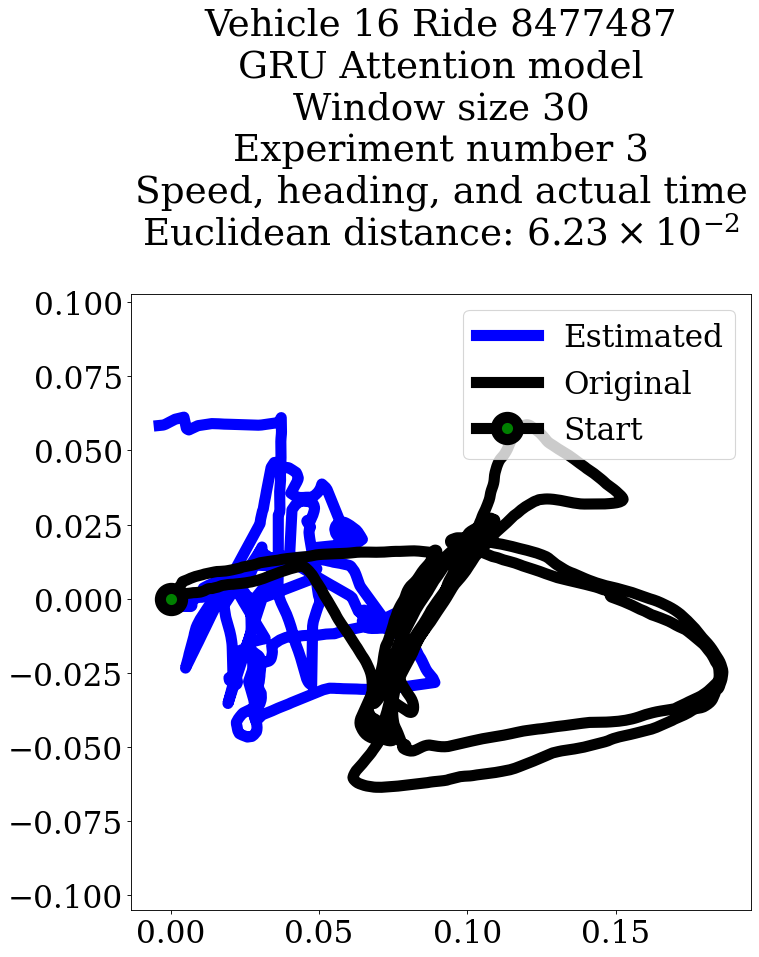 Vehicle 16 Ride 8477487
GRU Attention model
Window size 30
Experiment number 3
Speed, heading, and actual time
Euclidean distance: 6.23 × 10⁻²
0.100
0.075
0.050
0.025
0.000
−0.025
−0.050
−0.075
−0.100
Estimated
Original
Start
0.00 0.05 0.10 0.15